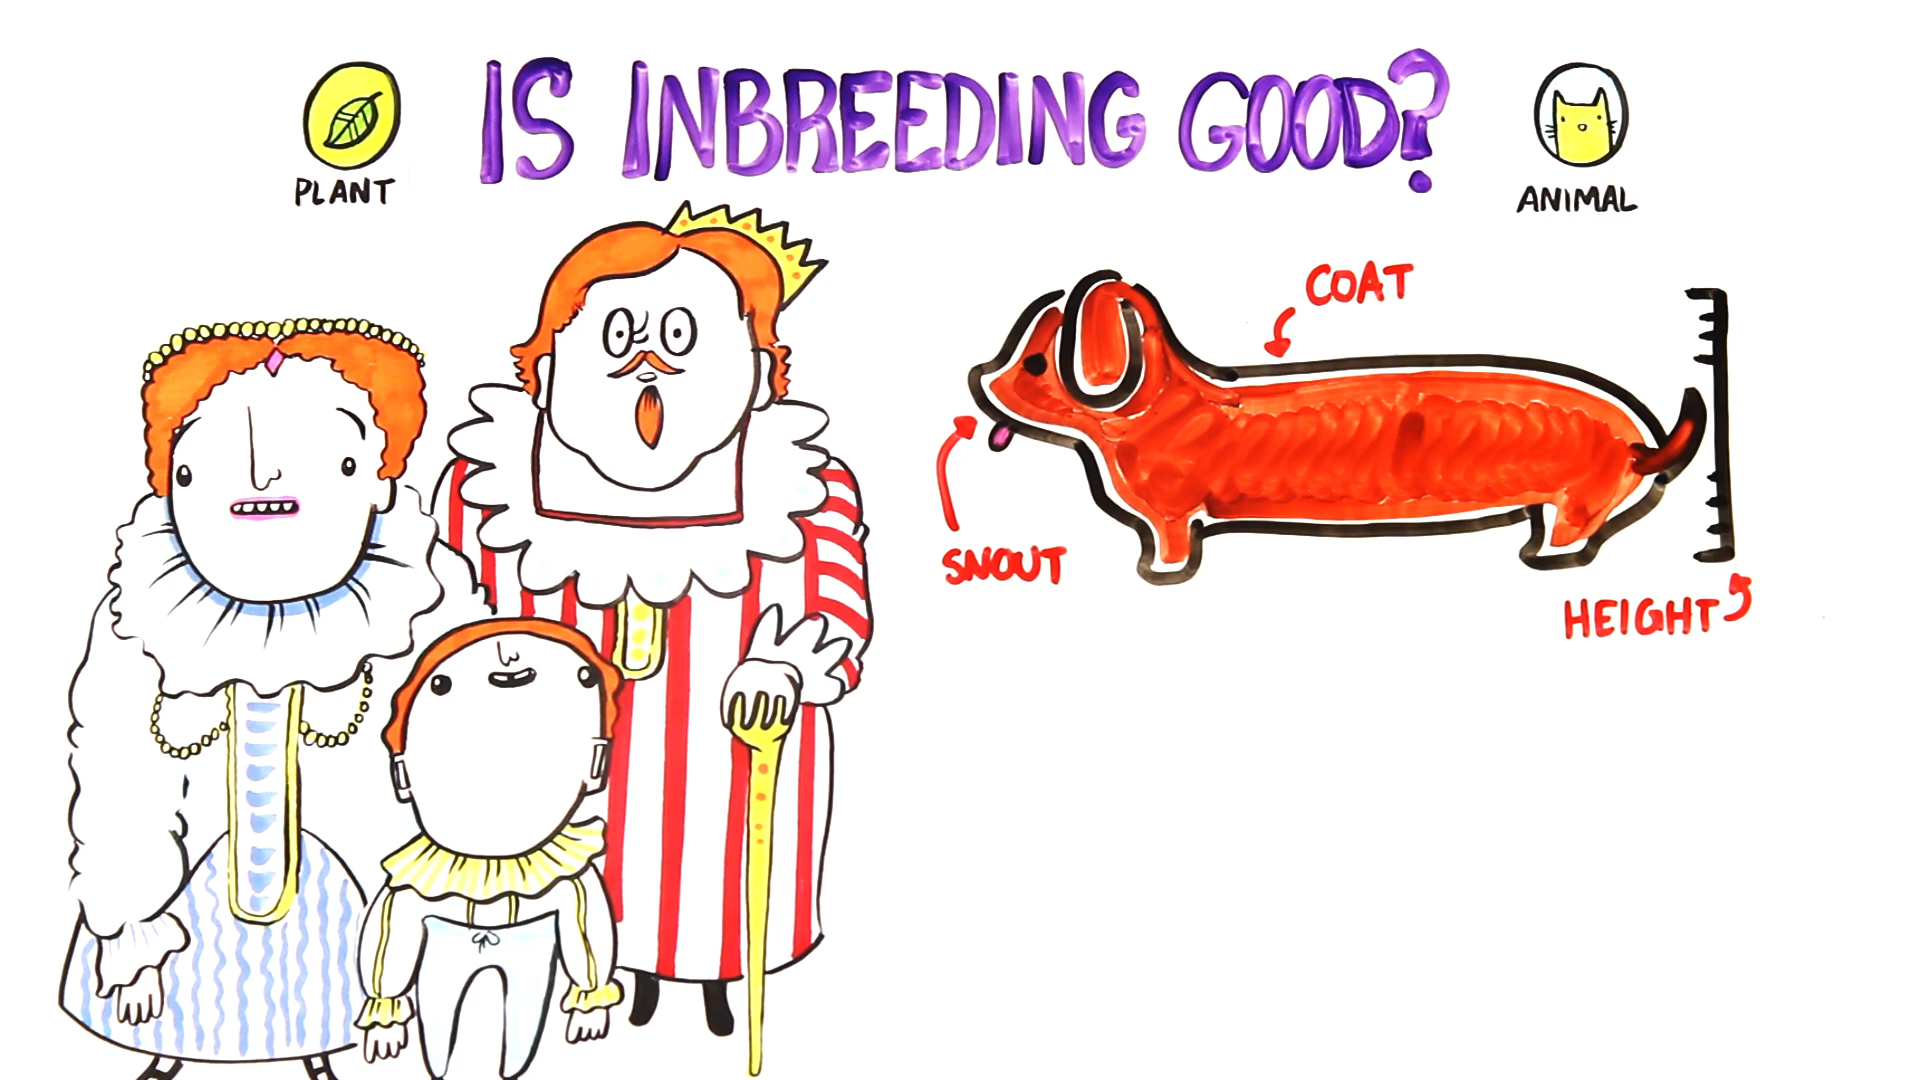 IS INBREEDING GOOD?
PLANT
ANIMAL
COAT
SNOUT
HEIGHT